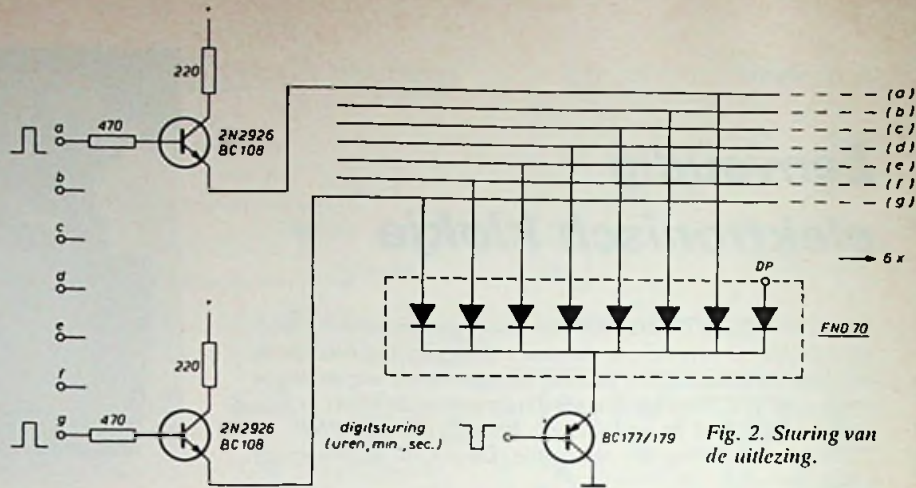 220
470
a
2N2926
BC108
b
c
d
e
f
g
470
220
2N2926
BC108
(a)
(b)
(c)
(d)
(e)
(f)
(g)
→ 6x
DP
FND 70
digitsturing
(uren, min., sec.)
BC177/179
Fig. 2. Sturing van
de uitlezing.